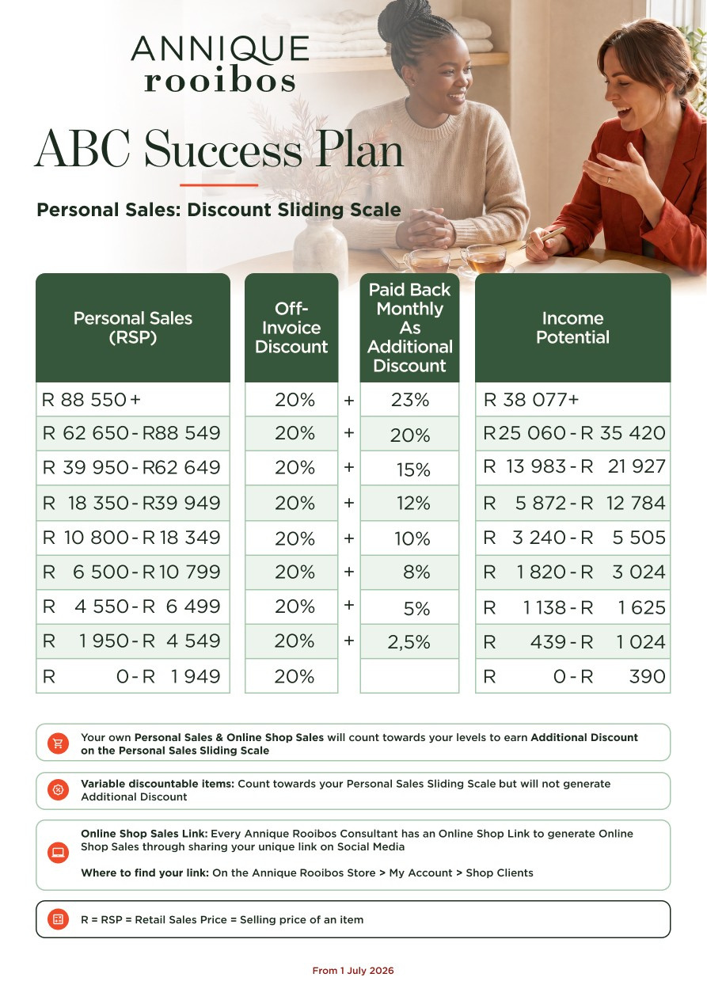 ANNIQUE
rooibos
ABC Success Plan
Personal Sales: Discount Sliding Scale
Personal Sales
(RSP)
Off-
Invoice
Discount
Paid Back
Monthly
As
Additional
Discount
Income
Potential
R 88 550+ 20% + 23% R 38 077+
R 62 650-R88 549 20% + 20% R25 060-R 35 420
R 39 950-R62 649 20% + 15% R 13 983-R 21 927
R 18 350-R39 949 20% + 12% R 5 872-R 12 784
R 10 800-R18 349 20% + 10% R 3 240-R 5 505
R 6 500-R10 799 20% + 8% R 1 820-R 3 024
R 4 550-R 6 499 20% + 5% R 1 138-R 1 625
R 1 950-R 4 549 20% + 2,5% R 439-R 1 024
R 0-R 1 949 20% R 0-R 390
Your own Personal Sales & Online Shop Sales will count towards your levels to earn Additional Discount
on the Personal Sales Sliding Scale
Variable discountable items: Count towards your Personal Sales Sliding Scale but will not generate
Additional Discount
Online Shop Sales Link: Every Annique Rooibos Consultant has an Online Shop Link to generate Online
Shop Sales through sharing your unique link on Social Media
Where to find your link: On the Annique Rooibos Store > My Account > Shop Clients
R = RSP = Retail Sales Price = Selling price of an item
From 1 July 2026